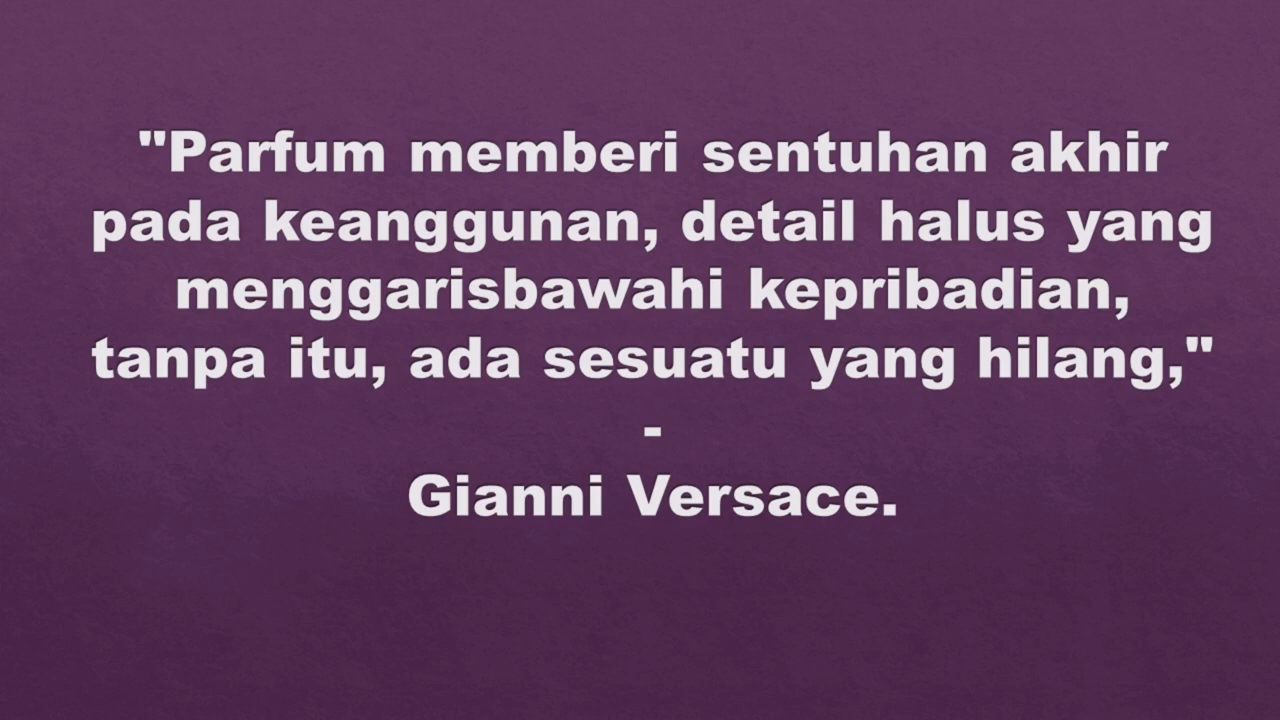 "Parfum memberi sentuhan akhir
pada keanggunan, detail halus yang
menggarisbawahi kepribadian,
tanpa itu, ada sesuatu yang hilang,"
-
Gianni Versace.